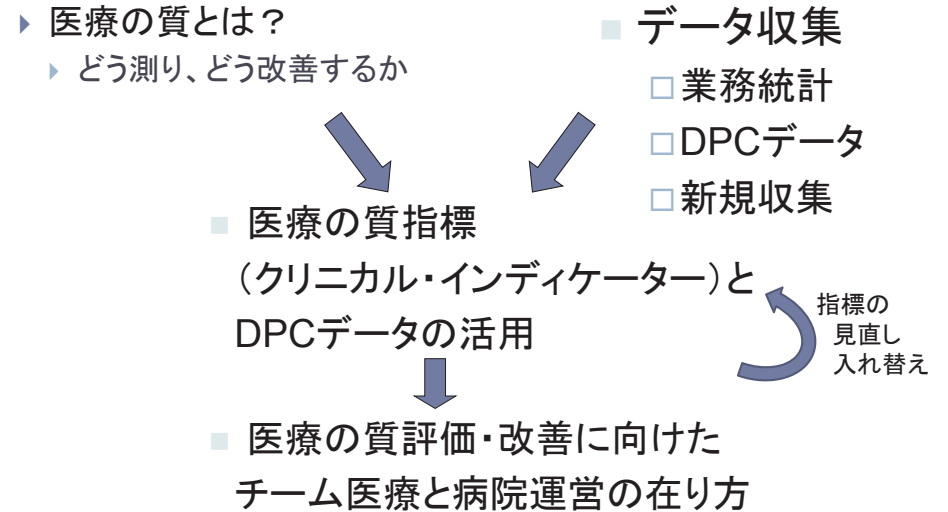 医療の質とは？
どう測り、どう改善するか
データ収集
業務統計
DPCデータ
新規収集
医療の質指標
（クリニカル・インディケーター）と
DPCデータの活用
指標の
見直し
入れ替え
医療の質評価・改善に向けた
チーム医療と病院運営の在り方